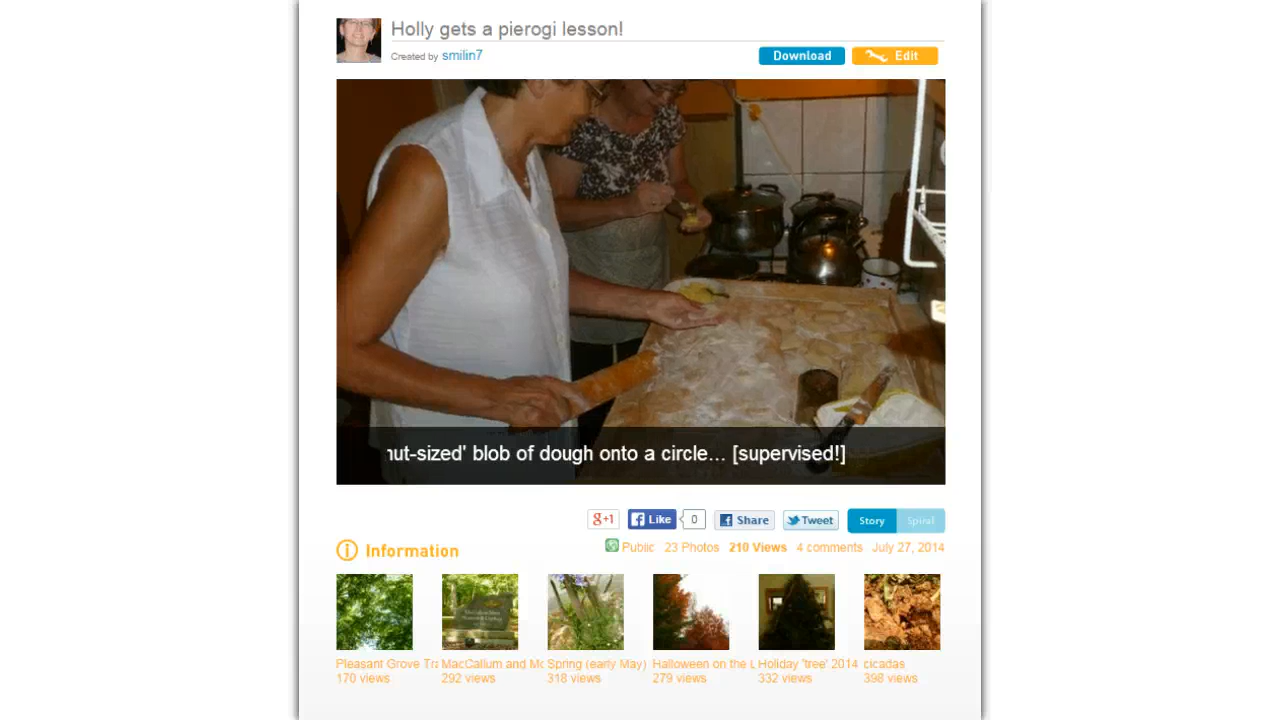 Holly gets a pierogi lesson!
Created by smilin7
Download
Edit
nut-sized' blob of dough onto a circle... [supervised!]
g+1
Like
0
Share
Tweet
Story
Spiral
Information
Public 23 Photos 210 Views 4 comments July 27, 2014
Pleasant Grove Tra MacCallum and Mo Spring (early May) Halloween on the L Holiday 'tree' 2014 cicadas
170 views 292 views 318 views 279 views 332 views 398 views